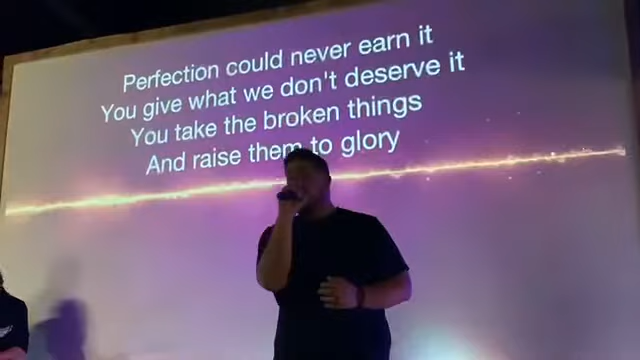 Perfection could never earn it
You give what we don't deserve it
You take the broken things
And raise them to glory